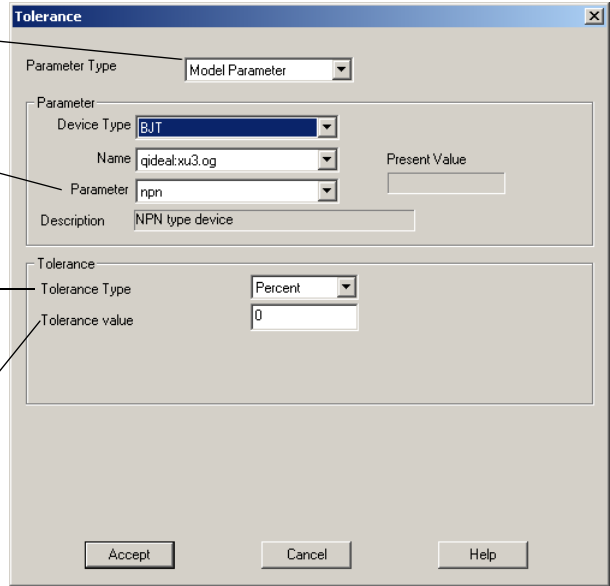 Tolerance
Parameter Type Model Parameter
Parameter
Device Type BJT
Name qideal:xu3.og Present Value
Parameter npn
Description NPN type device
Tolerance
Tolerance Type Percent
Tolerance value 0
Accept Cancel Help